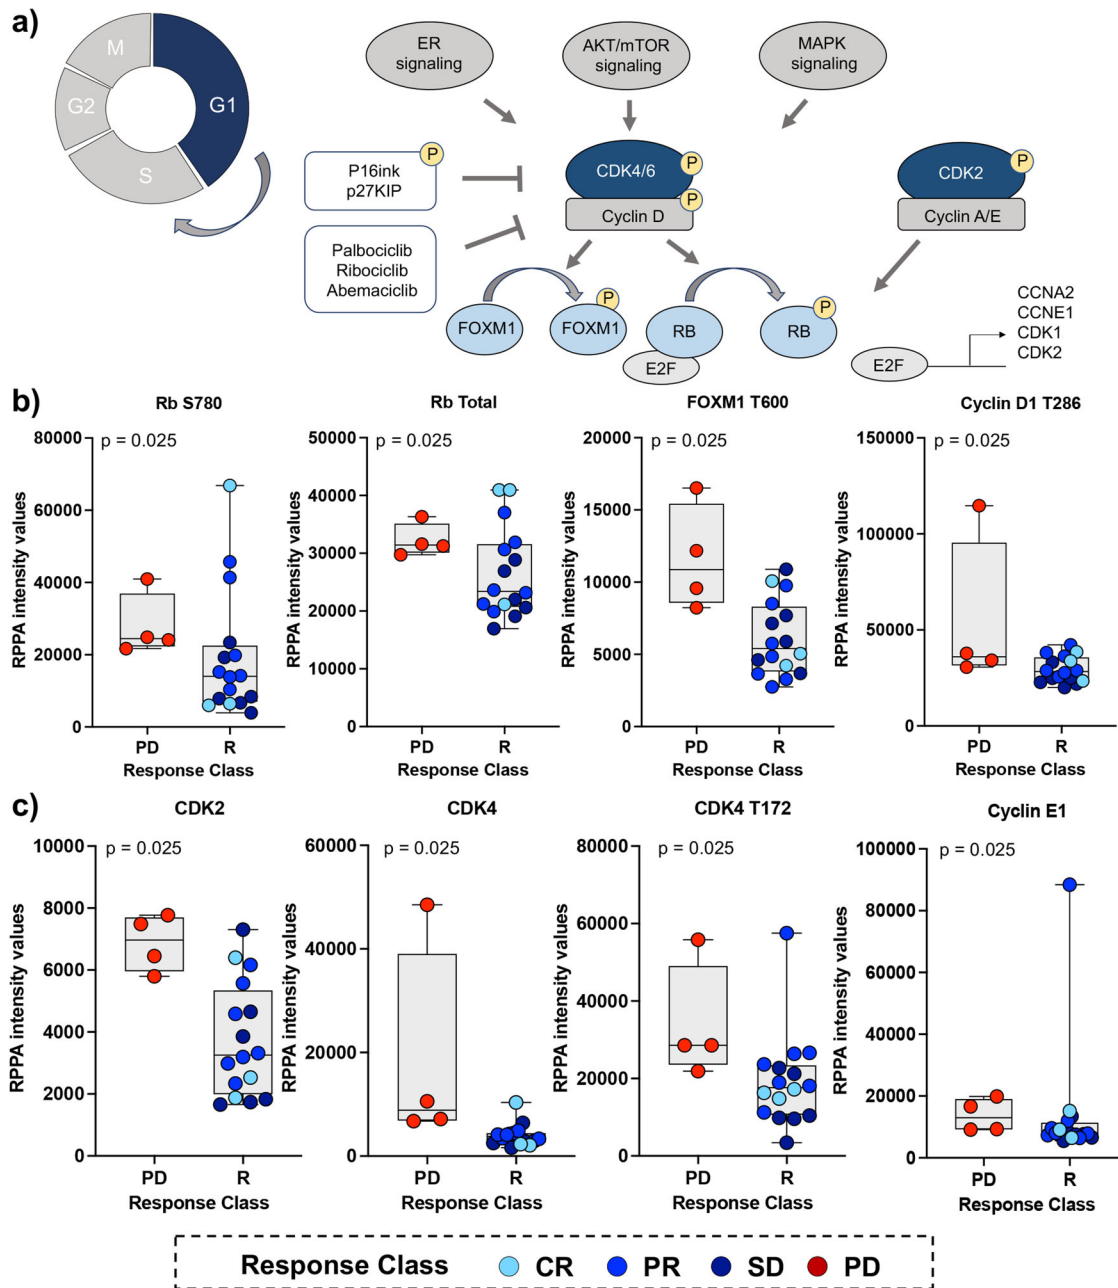 a)
M
G1
G2
S
ER
signaling
AKT/mTOR
signaling
MAPK
signaling
P
P16ink
p27KIP
CDK4/6
P
P
Cyclin D
CDK2
P
Cyclin A/E
Palbociclib
Ribociclib
Abemaciclib
FOXM1
P
FOXM1
RB
E2F
P
RB
E2F
CCNA2
CCNE1
CDK1
CDK2
b)
Rb S780
p = 0.025
RPPA intensity values
80000
60000
40000
20000
0
PD
R
Response Class
Rb Total
p = 0.025
RPPA intensity values
50000
40000
30000
20000
10000
0
PD
R
Response Class
FOXM1 T600
p = 0.025
RPPA intensity values
20000
15000
10000
5000
0
PD
R
Response Class
Cyclin D1 T286
p = 0.025
RPPA intensity values
150000
100000
50000
0
PD
R
Response Class
c)
CDK2
p = 0.025
RPPA intensity values
10000
8000
6000
4000
2000
0
PD
R
Response Class
CDK4
p = 0.025
RPPA intensity values
60000
40000
20000
0
PD
R
Response Class
CDK4 T172
p = 0.025
RPPA intensity values
80000
60000
40000
20000
0
PD
R
Response Class
Cyclin E1
p = 0.025
RPPA intensity values
100000
80000
60000
40000
20000
0
PD
R
Response Class
Response Class CR PR SD PD